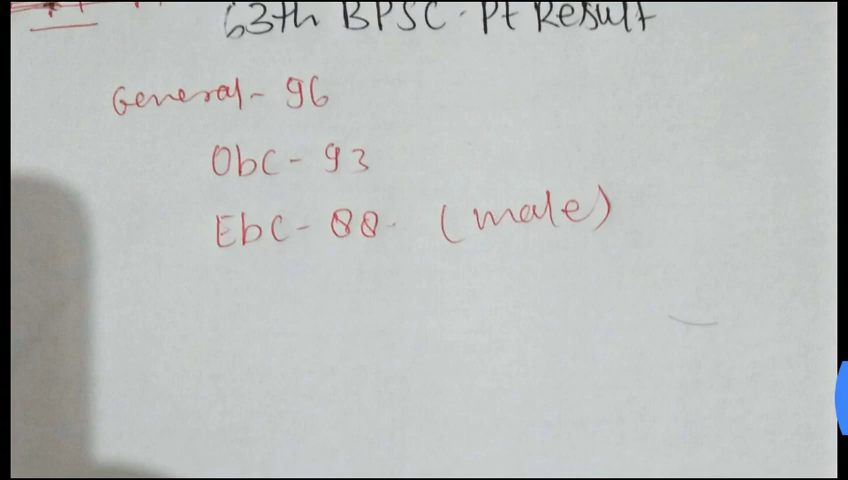 63th BPSC. Pt Result
General - 96
Obc - 93
Ebc - 88 - (male)